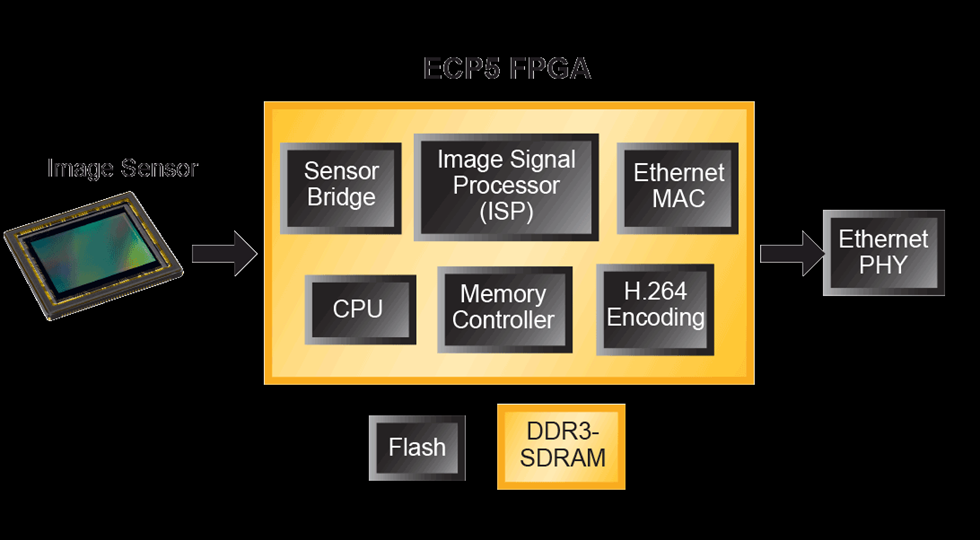 ECP5 FPGA
Image Sensor
Sensor
Bridge
Image Signal
Processor
(ISP)
Ethernet
MAC
Ethernet
PHY
CPU
Memory
Controller
H.264
Encoding
Flash
DDR3-
SDRAM